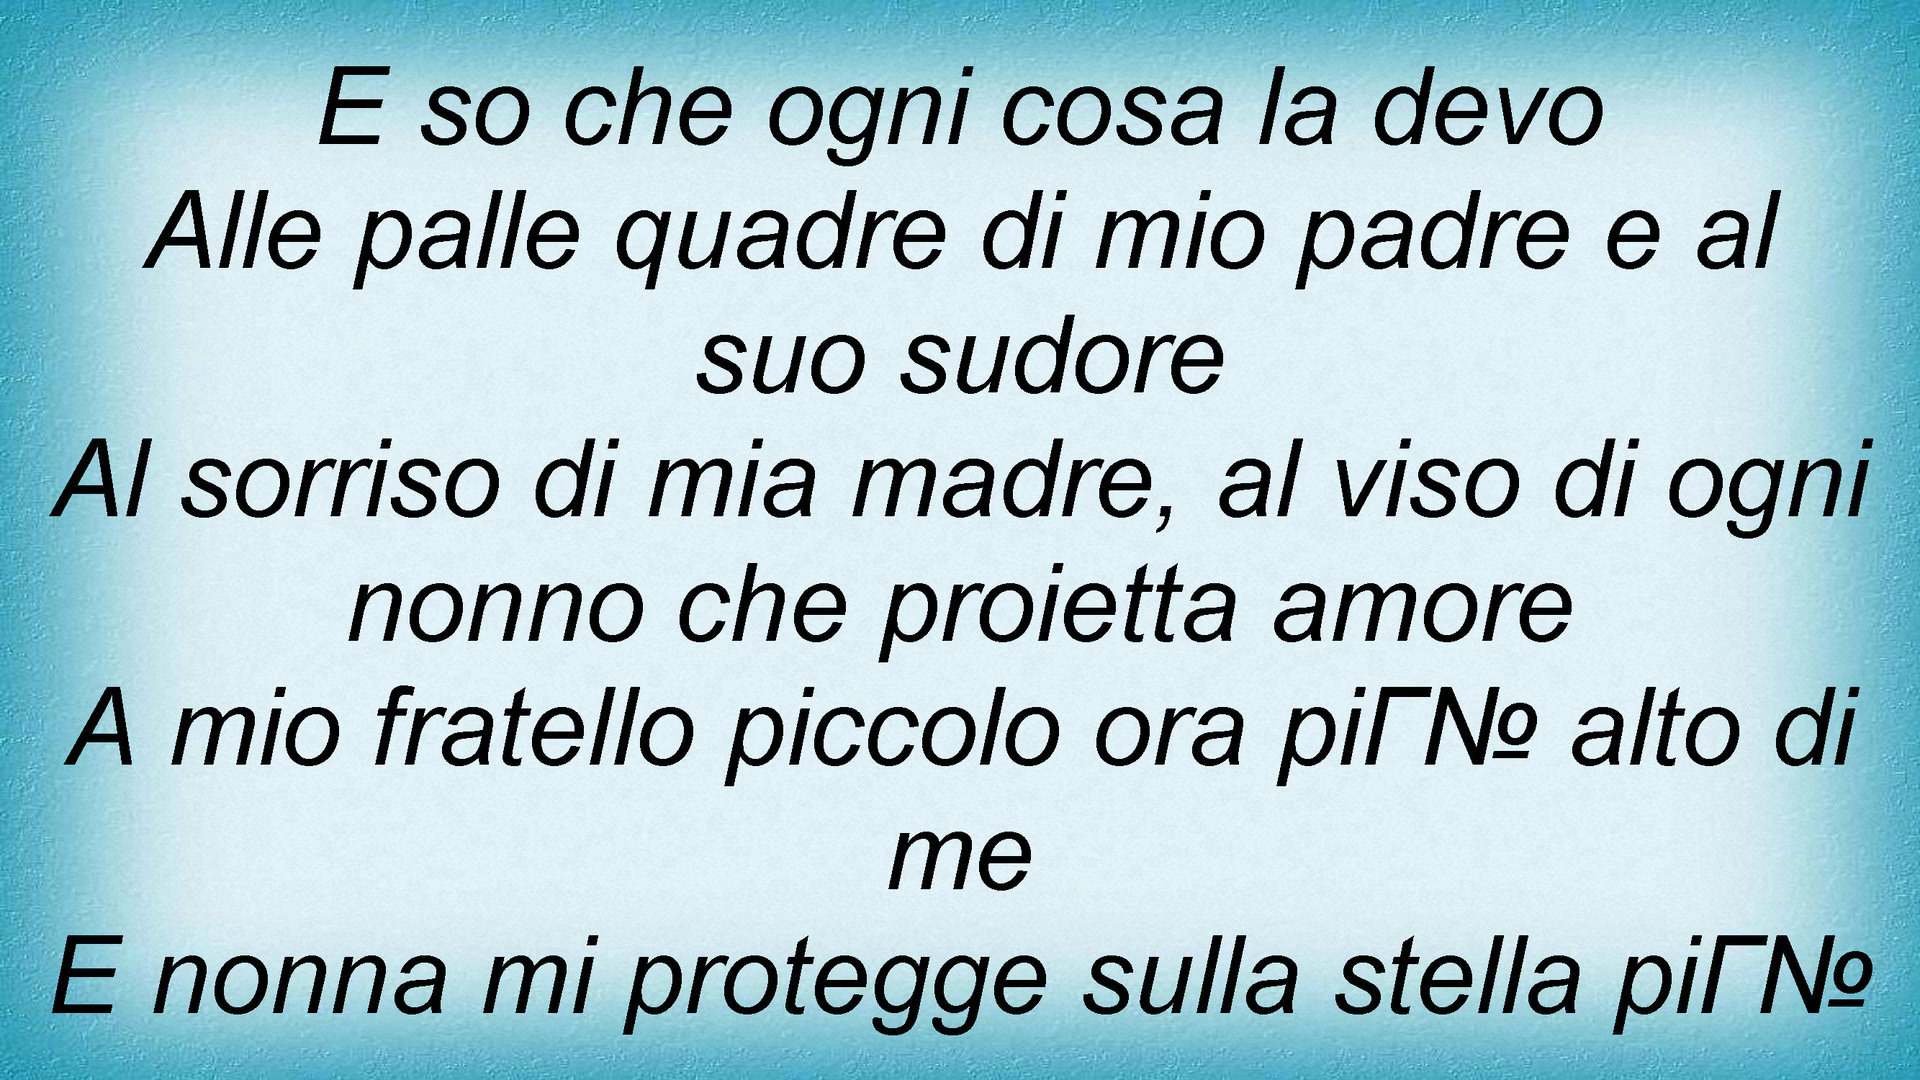 E so che ogni cosa la devo
Alle palle quadre di mio padre e al
suo sudore
Al sorriso di mia madre, al viso di ogni
nonno che proietta amore
A mio fratello piccolo ora piГ№ alto di
me
E nonna mi protegge sulla stella piГ№